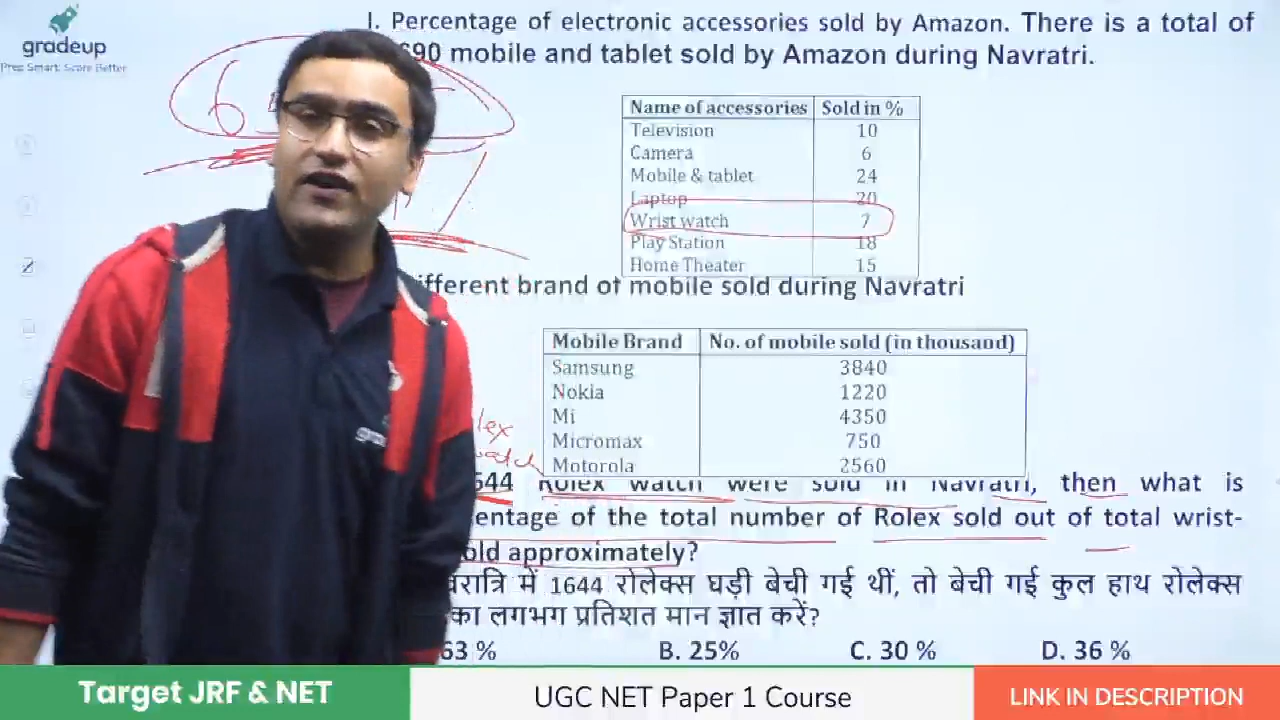 gradeup
Prep Smart. Score Better
I. Percentage of electronic accessories sold by Amazon. There is a total of
690 mobile and tablet sold by Amazon during Navratri.
Name of accessories Sold in %
Television 10
Camera 6
Mobile & tablet 24
Laptop 20
Wrist watch 7
Play Station 18
Home Theater 15
ifferent brand of mobile sold during Navratri
Mobile Brand No. of mobile sold (in thousand)
Samsung 3840
Nokia 1220
Mi 4350
Micromax 750
Motorola 2560
644 Rolex watch were sold in Navratri, then what is
entage of the total number of Rolex sold out of total wrist-
old approximately?
वरात्रि में 1644 रोलेक्स घड़ी बेची गई थीं, तो बेची गई कुल हाथ रोलेक्स
का लगभग प्रतिशत मान ज्ञात करें?
63 % B. 25% C. 30 % D. 36 %
Target JRF & NET
UGC NET Paper 1 Course
LINK IN DESCRIPTION